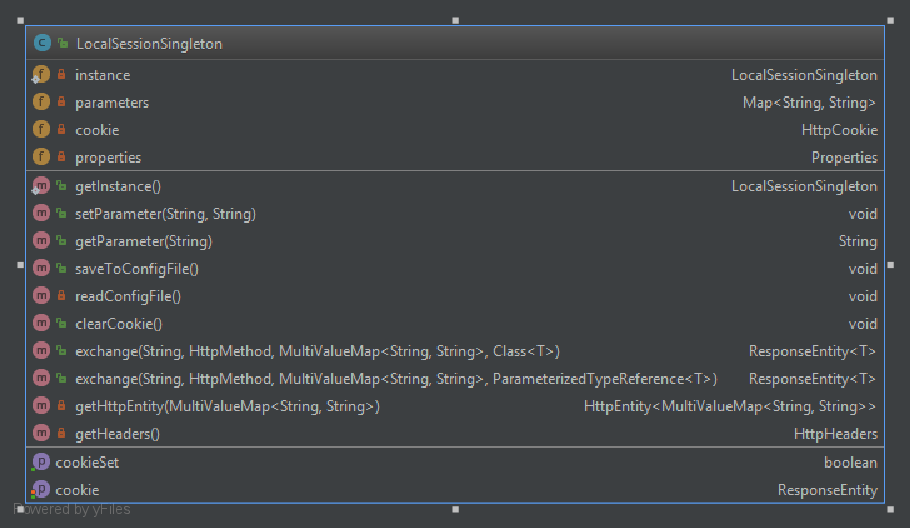 LocalSessionSingleton
instance LocalSessionSingleton
parameters Map<String, String>
cookie HttpCookie
properties Properties
getInstance() LocalSessionSingleton
setParameter(String, String) void
getParameter(String) String
saveToConfigFile() void
readConfigFile() void
clearCookie() void
exchange(String, HttpMethod, MultiValueMap<String, String>, Class<T>) ResponseEntity<T>
exchange(String, HttpMethod, MultiValueMap<String, String>, ParameterizedTypeReference<T>) ResponseEntity<T>
getHttpEntity(MultiValueMap<String, String>) HttpEntity<MultiValueMap<String, String>>
getHeaders() HttpHeaders
cookieSet boolean
cookie ResponseEntity
Powered by yFiles